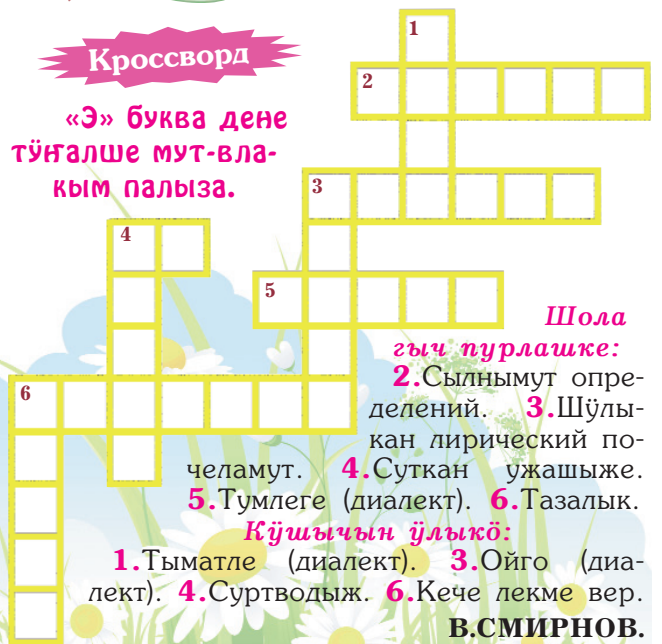 Кроссворд
«Э» буква дене
тӱҥалше мут-вла-
кым палыза.
1
2
3
4
5
6
Шола
гыч пурлашке:
2.Сылнымут опре-
делений. 3.Шӱлы-
кан лирический по-
челамут. 4.Суткан ужашыже.
5.Тумлеге (диалект). 6.Тазалык.
Кӱшычын ӱлыкӧ:
1.Тыматле (диалект). 3.Ойго (диа-
лект). 4.Суртводыж. 6.Кече лекме вер.
В.СМИРНОВ.